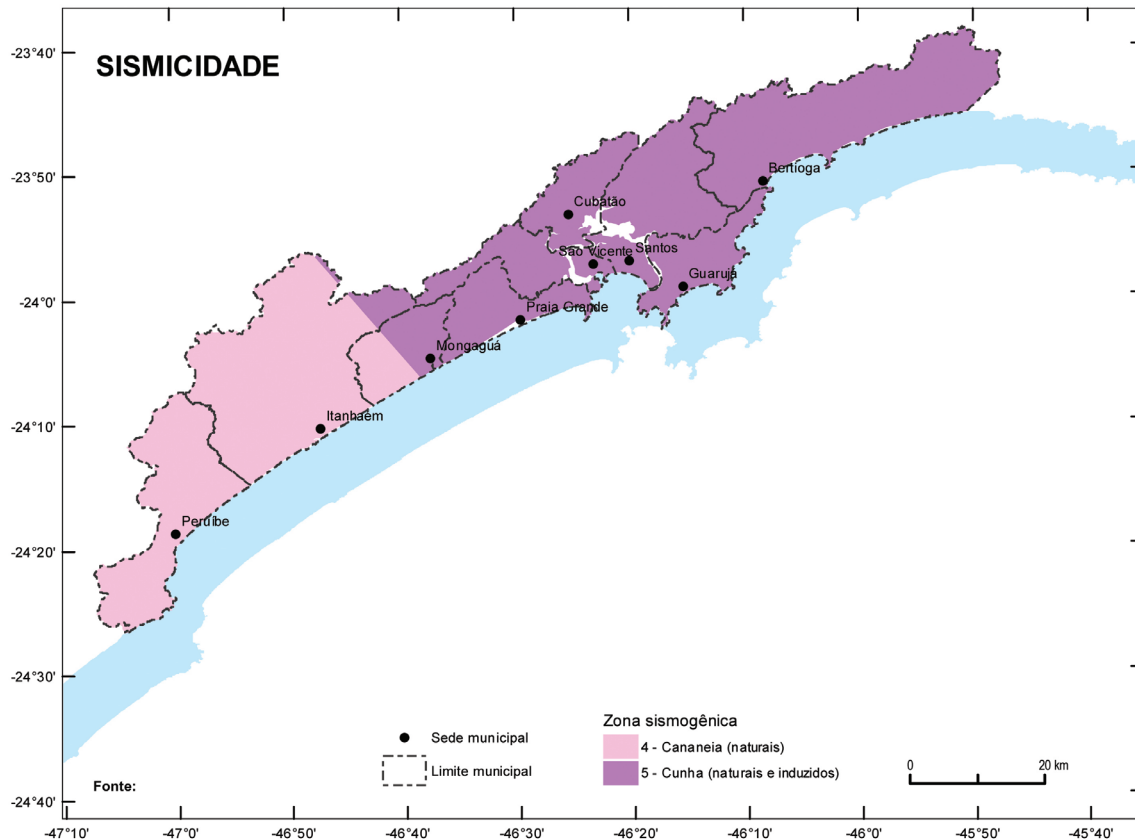 SISMICIDADE
-23°40'
-23°50'
-24°0'
-24°10'
-24°20'
-24°30'
-24°40'
Bertioga
Cubatão
São Vicente
Santos
Guarujá
Praia Grande
Mongaguá
Itanhaém
Peruíbe
Sede municipal
Limite municipal
Zona sismogênica
4 - Cananeia (naturais)
5 - Cunha (naturais e induzidos)
0 20 km
Fonte:
-47°10' -47°0' -46°50' -46°40' -46°30' -46°20' -46°10' -46°0' -45°50'